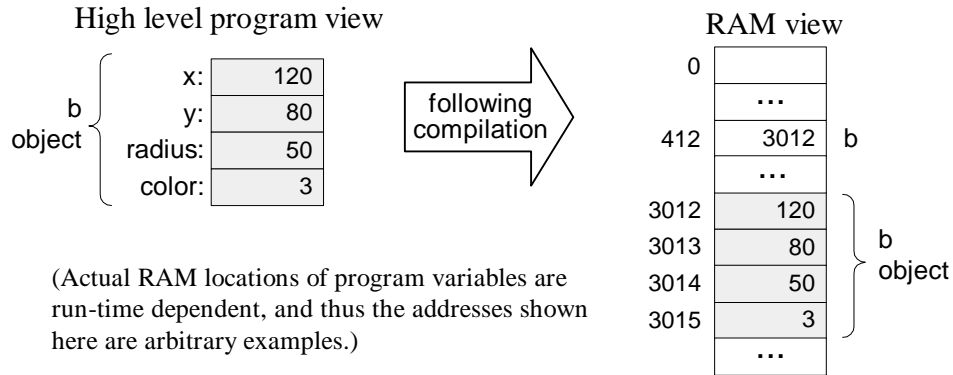 High level program view
b
object
x: 120
y: 80
radius: 50
color: 3
following
compilation
RAM view
0
...
412 3012 b
...
3012 120
3013 80
3014 50
3015 3
b
object
...
(Actual RAM locations of program variables are
run-time dependent, and thus the addresses shown
here are arbitrary examples.)